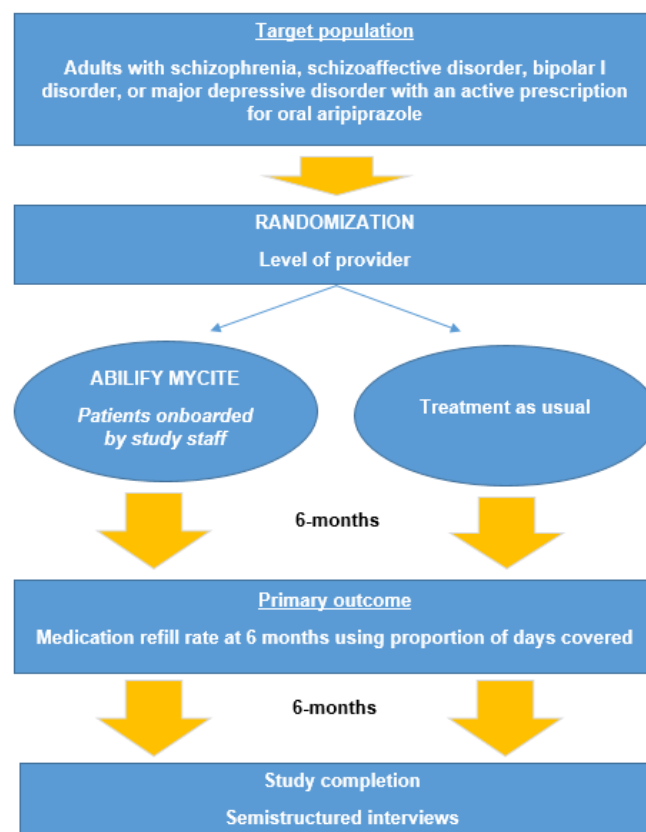 Target population
Adults with schizophrenia, schizoaffective disorder, bipolar I
disorder, or major depressive disorder with an active prescription
for oral aripiprazole
RANDOMIZATION
Level of provider
ABILIFY MYCITE
Patients onboarded
by study staff
Treatment as usual
6-months
Primary outcome
Medication refill rate at 6 months using proportion of days covered
6-months
Study completion
Semistructured interviews